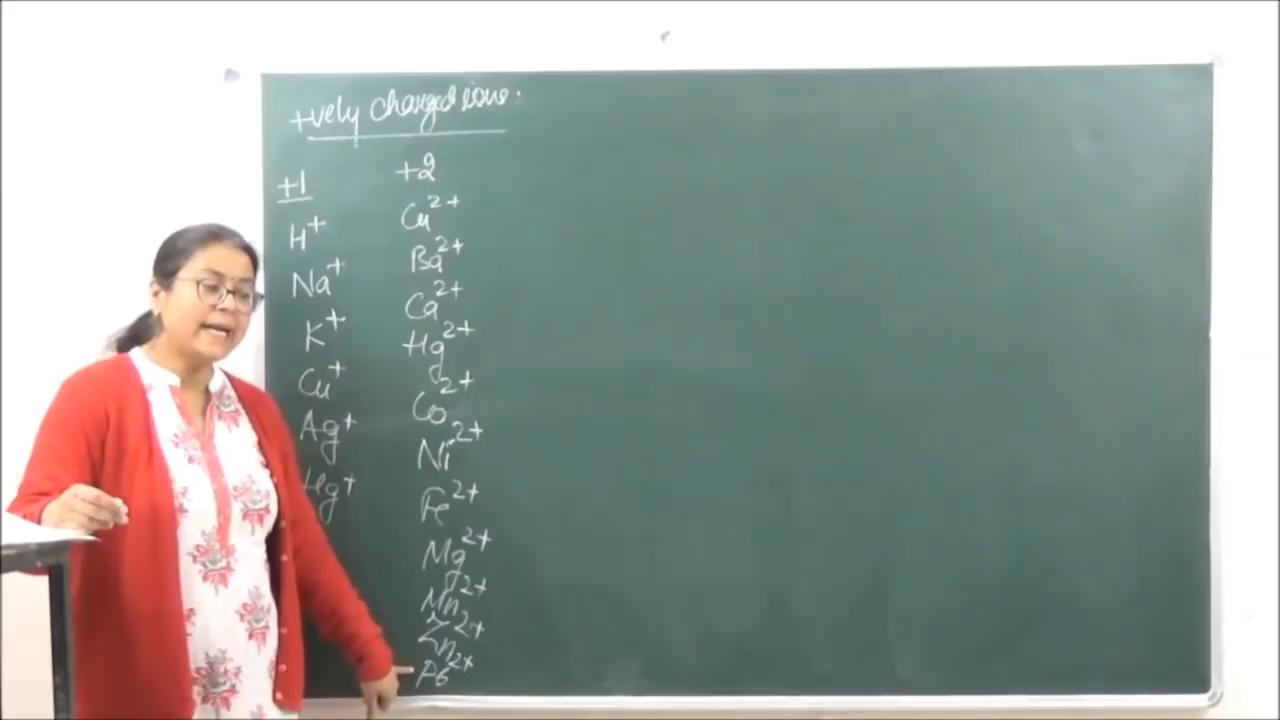 +vely charged ions:
+1
H⁺
Na⁺
K⁺
Cu⁺
Ag⁺
Hg⁺
+2
Cu²⁺
Ba²⁺
Ca²⁺
Hg²⁺
Co²⁺
Ni²⁺
Fe²⁺
Mg²⁺
Mn²⁺
Zn²⁺
Pb²⁺